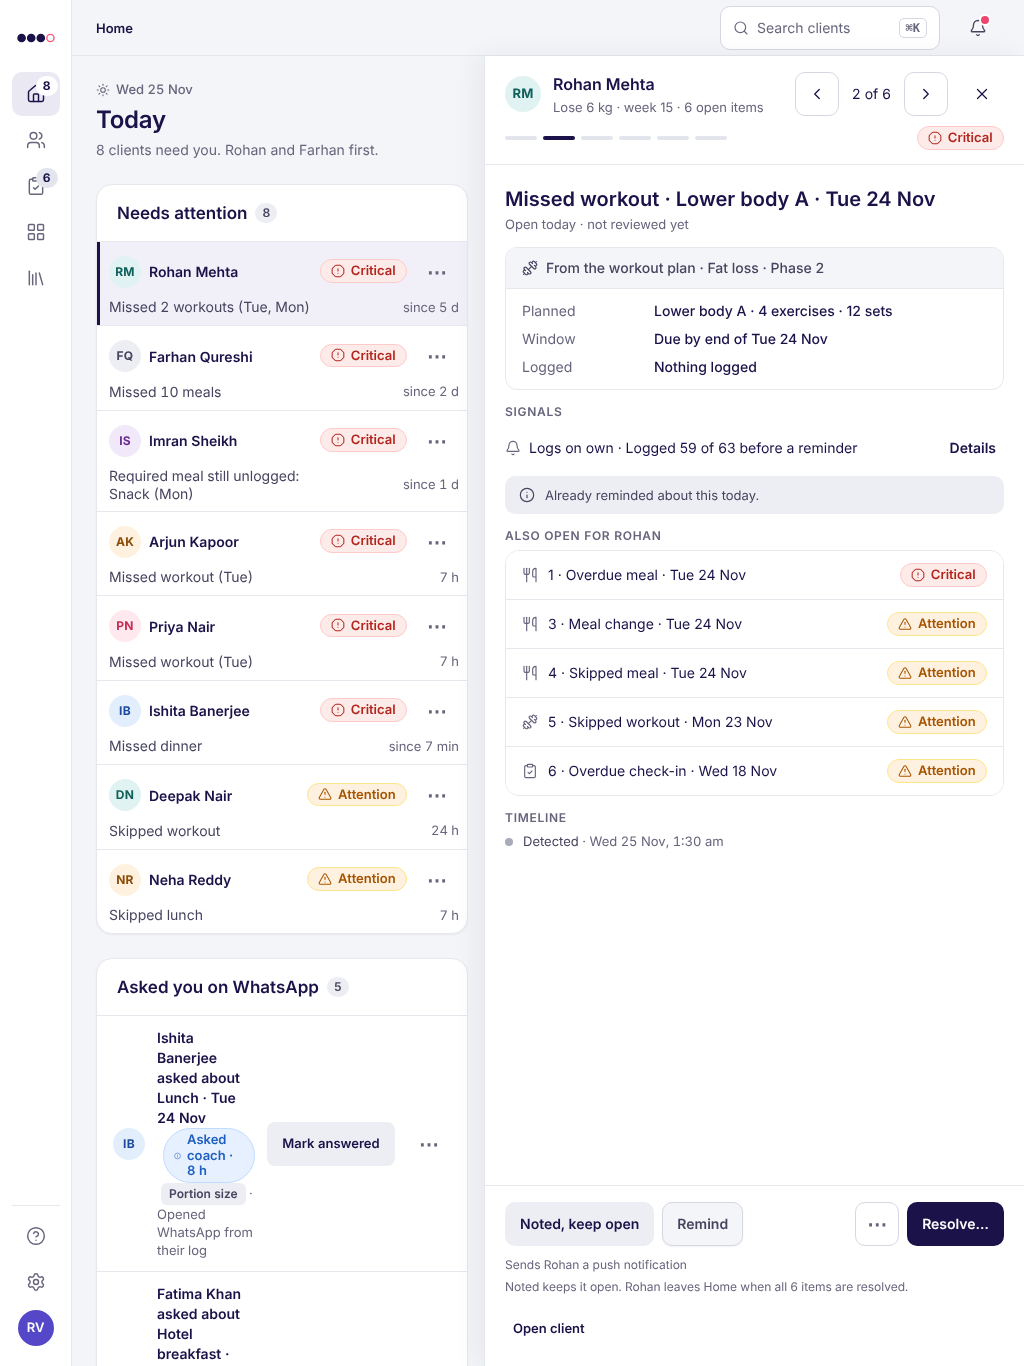 Home
Search clients
⌘K
8
6
RV
Wed 25 Nov
Today
8 clients need you. Rohan and Farhan first.
Needs attention 8
RM Rohan Mehta Critical
Missed 2 workouts (Tue, Mon) since 5 d
FQ Farhan Qureshi Critical
Missed 10 meals since 2 d
IS Imran Sheikh Critical
Required meal still unlogged:
Snack (Mon) since 1 d
AK Arjun Kapoor Critical
Missed workout (Tue) 7 h
PN Priya Nair Critical
Missed workout (Tue) 7 h
IB Ishita Banerjee Critical
Missed dinner since 7 min
DN Deepak Nair Attention
Skipped workout 24 h
NR Neha Reddy Attention
Skipped lunch 7 h
Asked you on WhatsApp 5
IB
Ishita
Banerjee
asked about
Lunch · Tue
24 Nov
Asked
coach ·
8 h
Portion size ·
Opened
WhatsApp from
their log
Mark answered
Fatima Khan
asked about
Hotel
breakfast ·
RM Rohan Mehta
Lose 6 kg · week 15 · 6 open items
2 of 6
Critical
Missed workout · Lower body A · Tue 24 Nov
Open today · not reviewed yet
From the workout plan · Fat loss · Phase 2
Planned Lower body A · 4 exercises · 12 sets
Window Due by end of Tue 24 Nov
Logged Nothing logged
SIGNALS
Logs on own · Logged 59 of 63 before a reminder Details
Already reminded about this today.
ALSO OPEN FOR ROHAN
1 · Overdue meal · Tue 24 Nov Critical
3 · Meal change · Tue 24 Nov Attention
4 · Skipped meal · Tue 24 Nov Attention
5 · Skipped workout · Mon 23 Nov Attention
6 · Overdue check-in · Wed 18 Nov Attention
TIMELINE
Detected · Wed 25 Nov, 1:30 am
Noted, keep open Remind Resolve...
Sends Rohan a push notification
Noted keeps it open. Rohan leaves Home when all 6 items are resolved.
Open client